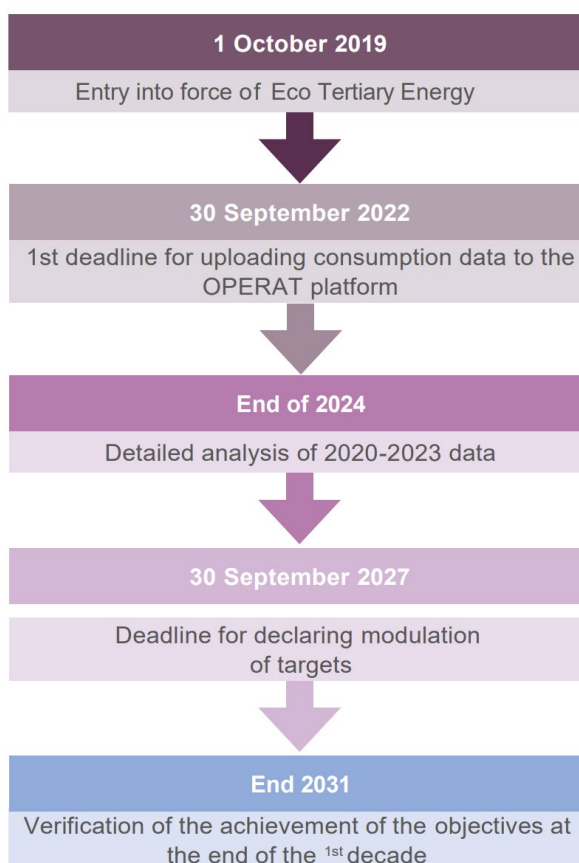 1 October 2019
Entry into force of Eco Tertiary Energy
30 September 2022
1st deadline for uploading consumption data to the
OPERAT platform
End of 2024
Detailed analysis of 2020-2023 data
30 September 2027
Deadline for declaring modulation
of targets
End 2031
Verification of the achievement of the objectives at
the end of the 1st decade